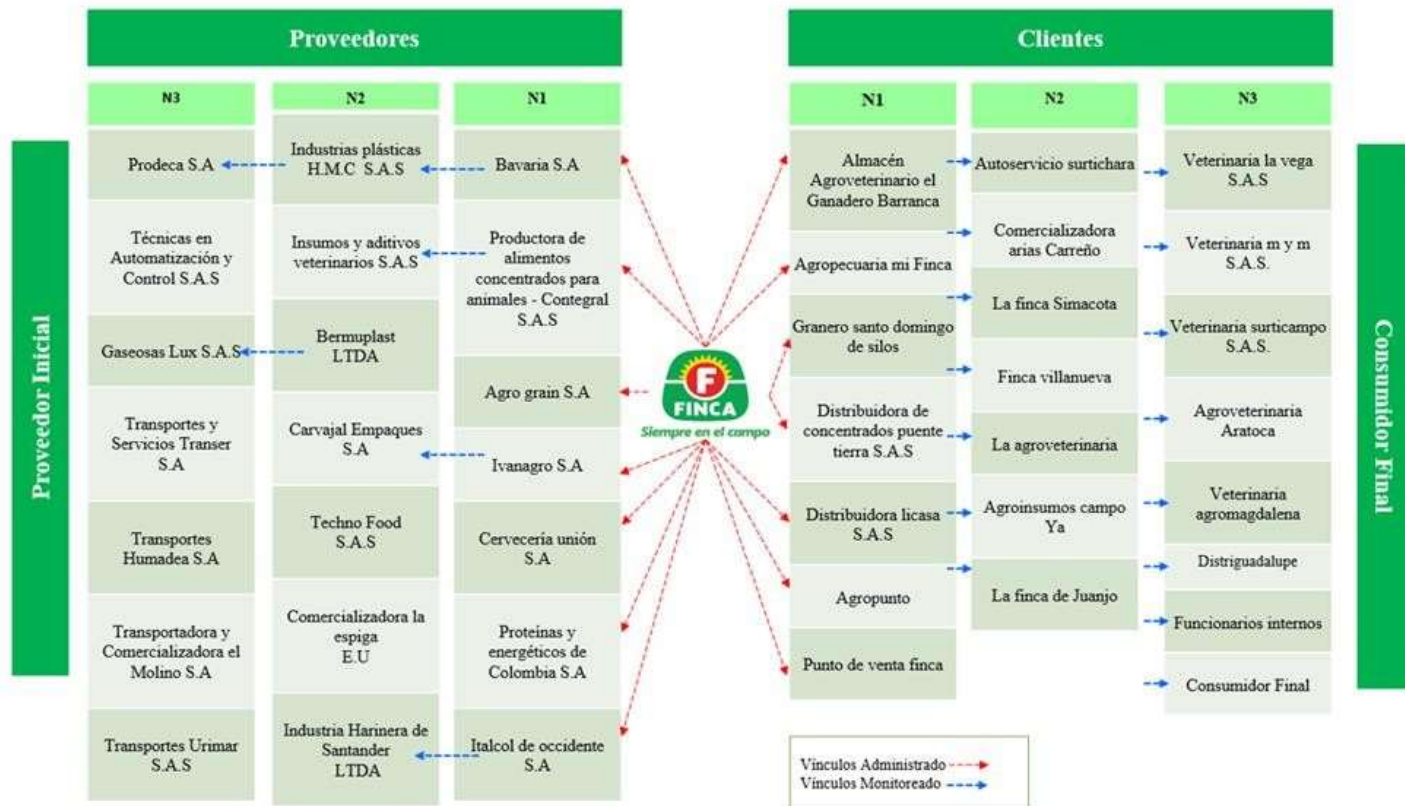 Proveedores
Clientes
N3
N2
N1
N1
N2
N3
Proveedor Inicial
Prodeca S.A
Técnicas en
Automatización y
Control S.A.S
Gaseosas Lux S.A.S
Transportes y
Servicios Transer
S.A
Transportes
Humadea S.A
Transportadora y
Comercializadora el
Molino S.A
Transportes Urimar
S.A.S
Industrias plásticas
H.M.C S.A.S
Insumos y aditivos
veterinarios S.A.S
Bermuplast
LTDA
Carvajal Empaques
S.A
Techno Food
S.A.S
Comercializadora la
espiga
E.U
Industria Harinera de
Santander
LTDA
Bavaria S.A
Productora de
alimentos
concentrados para
animales - Contegral
S.A.S
Agro grain S.A
Ivanagro S.A
Cervecería unión
S.A
Proteínas y
energéticos de
Colombia S.A
Italcol de occidente
S.A
F
FINCA
Siempre en el campo
Almacén
Agroveterinario el
Ganadero Barranca
Agropecuaria mi Finca
Granero santo domingo
de silos
Distribuidora de
concentrados puente
tierra S.A.S
Distribuidora licasa
S.A.S
Agropunto
Punto de venta finca
Autoservicio surtichara
Comercializadora
arias Carreño
La finca Simacota
Finca villanueva
La agroveterinaria
Agroinsumos campo
Ya
La finca de Juanjo
Veterinaria la vega
S.A.S
Veterinaria m y m
S.A.S.
Veterinaria surticampo
S.A.S.
Agroveterinaria
Aratoca
Veterinaria
agromagdalena
Distriguadalupe
Funcionarios internos
Consumidor Final
Consumidor Final
Vínculos Administrado
Vínculos Monitoreado